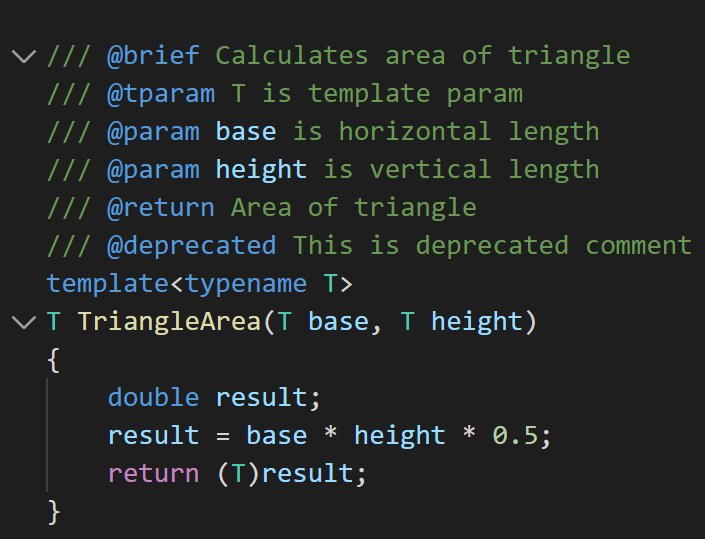 /// @brief Calculates area of triangle
/// @tparam T is template param
/// @param base is horizontal length
/// @param height is vertical length
/// @return Area of triangle
/// @deprecated This is deprecated comment
template<typename T>
T TriangleArea(T base, T height)
{
    double result;
    result = base * height * 0.5;
    return (T)result;
}